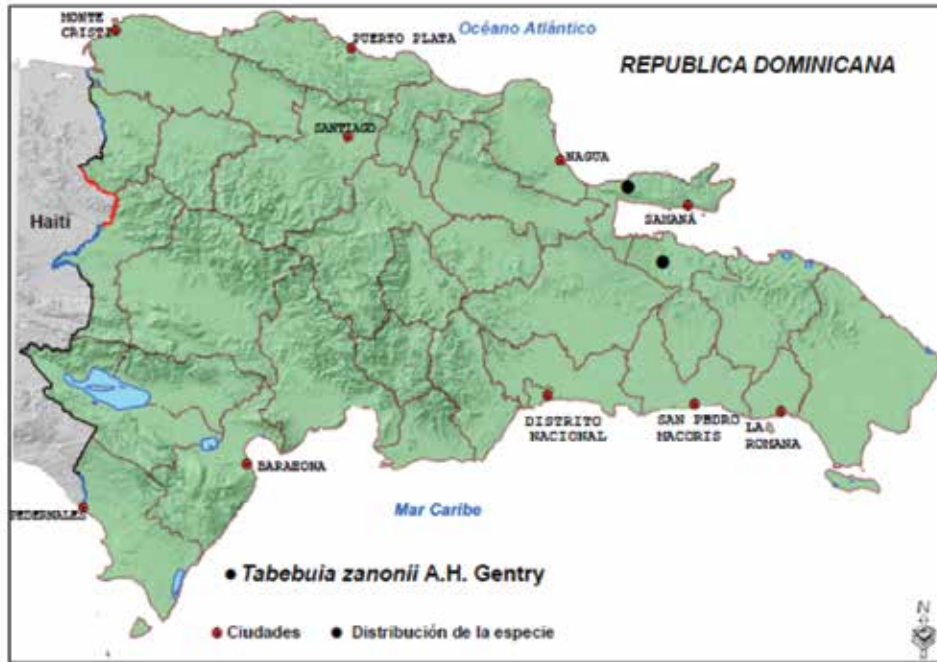 MONTE
CRISTI
Océano Atlántico
PUERTO PLATA
REPUBLICA DOMINICANA
SANTIAGO
NAGUA
Haití
SAMANÁ
DISTRITO
NACIONAL
SAN PEDRO
MACORIS
LA
ROMANA
BARAHONA
PEDERNALES
Mar Caribe
Tabebuia zanonii A.H. Gentry
Ciudades
Distribución de la especie
N